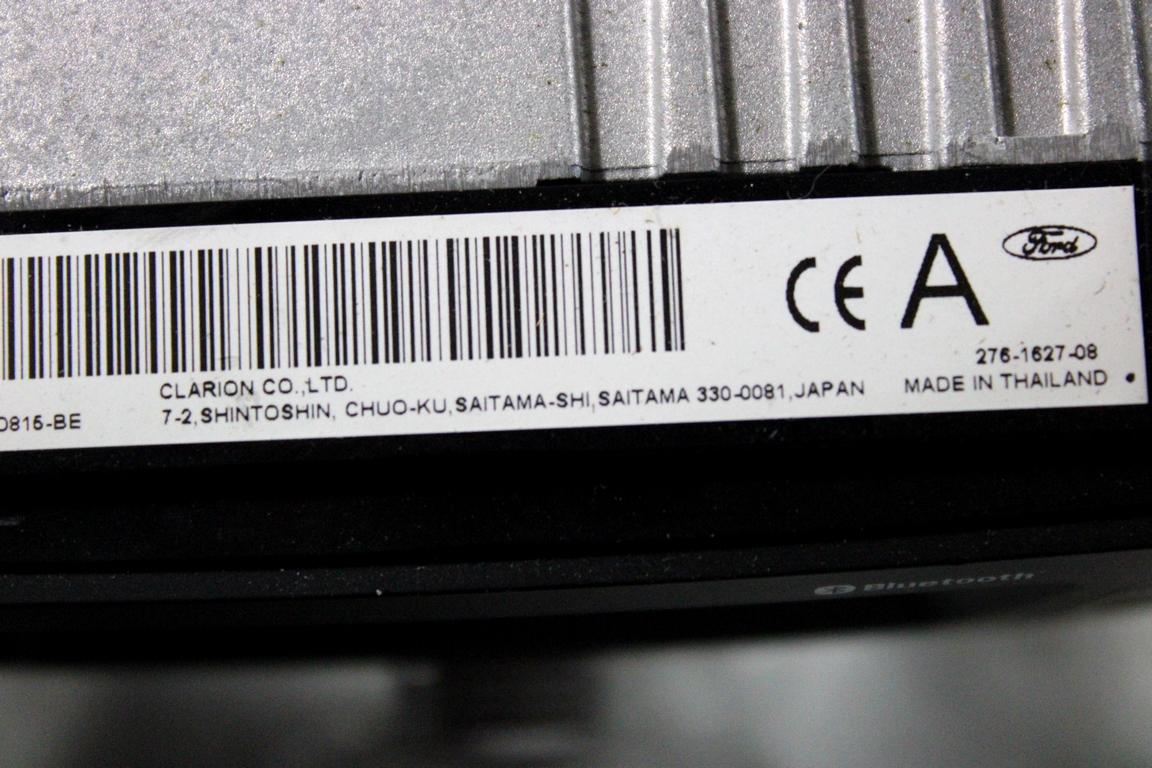 CE A Ford
276-1627-08
CLARION CO.,LTD.
0815-BE 7-2,SHINTOSHIN, CHUO-KU,SAITAMA-SHI,SAITAMA 330-0081,JAPAN MADE IN THAILAND
Bluetooth